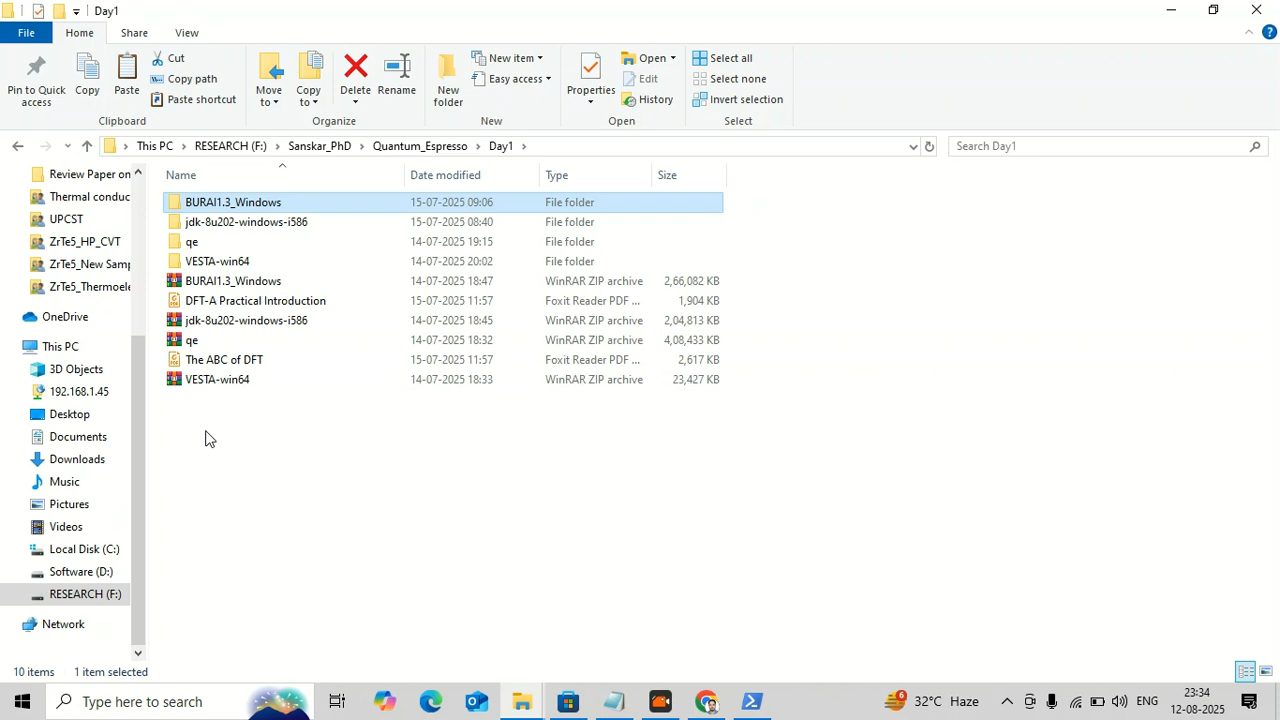 Day1
File Home Share View
Pin to Quick access
Copy
Paste
Cut
Copy path
Paste shortcut
Clipboard
Move to
Copy to
Delete
Rename
Organize
New folder
New item
Easy access
New
Properties
Open
Edit
History
Open
Select all
Select none
Invert selection
Select
This PC > RESEARCH (F:) > Sanskar_PhD > Quantum_Espresso > Day1 >
Search Day1
Review Paper on
Thermal conduc
UPCST
ZrTe5_HP_CVT
ZrTe5_New Samp
ZrTe5_Thermoele
OneDrive
This PC
3D Objects
192.168.1.45
Desktop
Documents
Downloads
Music
Pictures
Videos
Local Disk (C:)
Software (D:)
RESEARCH (F:)
Network
Name Date modified Type Size
BURAI1.3_Windows 15-07-2025 09:06 File folder
jdk-8u202-windows-i586 15-07-2025 08:40 File folder
qe 14-07-2025 19:15 File folder
VESTA-win64 14-07-2025 20:02 File folder
BURAI1.3_Windows 14-07-2025 18:47 WinRAR ZIP archive 2,66,082 KB
DFT-A Practical Introduction 15-07-2025 11:57 Foxit Reader PDF ... 1,904 KB
jdk-8u202-windows-i586 14-07-2025 18:45 WinRAR ZIP archive 2,04,813 KB
qe 14-07-2025 18:32 WinRAR ZIP archive 4,08,433 KB
The ABC of DFT 15-07-2025 11:57 Foxit Reader PDF ... 2,617 KB
VESTA-win64 14-07-2025 18:33 WinRAR ZIP archive 23,427 KB
10 items 1 item selected
Type here to search
6
32°C Haze
ENG
23:34
12-08-2025